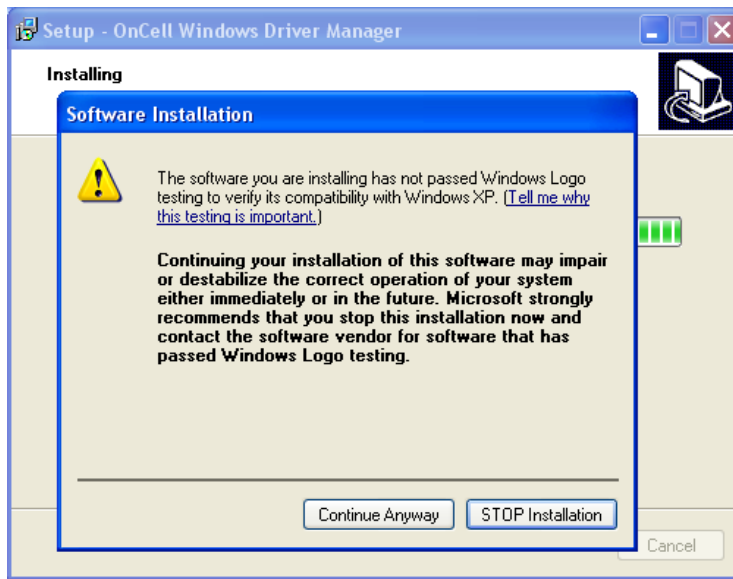 Setup - OnCell Windows Driver Manager
Installing
Software Installation
The software you are installing has not passed Windows Logo
testing to verify its compatibility with Windows XP. (Tell me why
this testing is important.)
Continuing your installation of this software may impair
or destabilize the correct operation of your system
either immediately or in the future. Microsoft strongly
recommends that you stop this installation now and
contact the software vendor for software that has
passed Windows Logo testing.
Continue Anyway
STOP Installation
Cancel